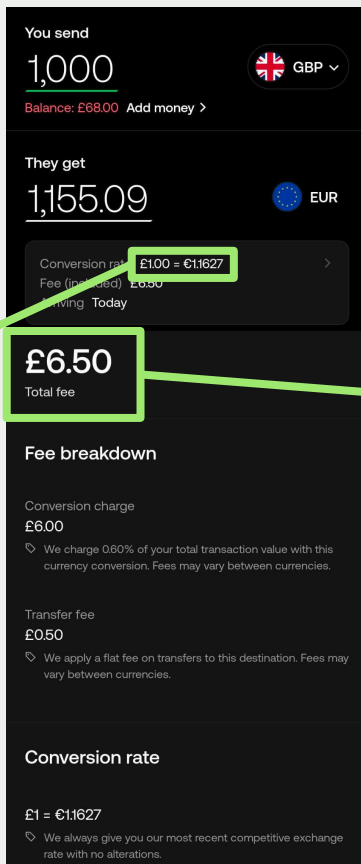 You send
1,000
GBP
Balance: £68.00 Add money >
They get
1,155.09
EUR
Conversion rat £1.00 = €1.1627
Fee (included) £6.50
Arriving Today
£6.50
Total fee
Fee breakdown
Conversion charge
£6.00
We charge 0.60% of your total transaction value with this
currency conversion. Fees may vary between currencies.
Transfer fee
£0.50
We apply a flat fee on transfers to this destination. Fees may
vary between currencies.
Conversion rate
£1 = €1.1627
We always give you our most recent competitive exchange
rate with no alterations.